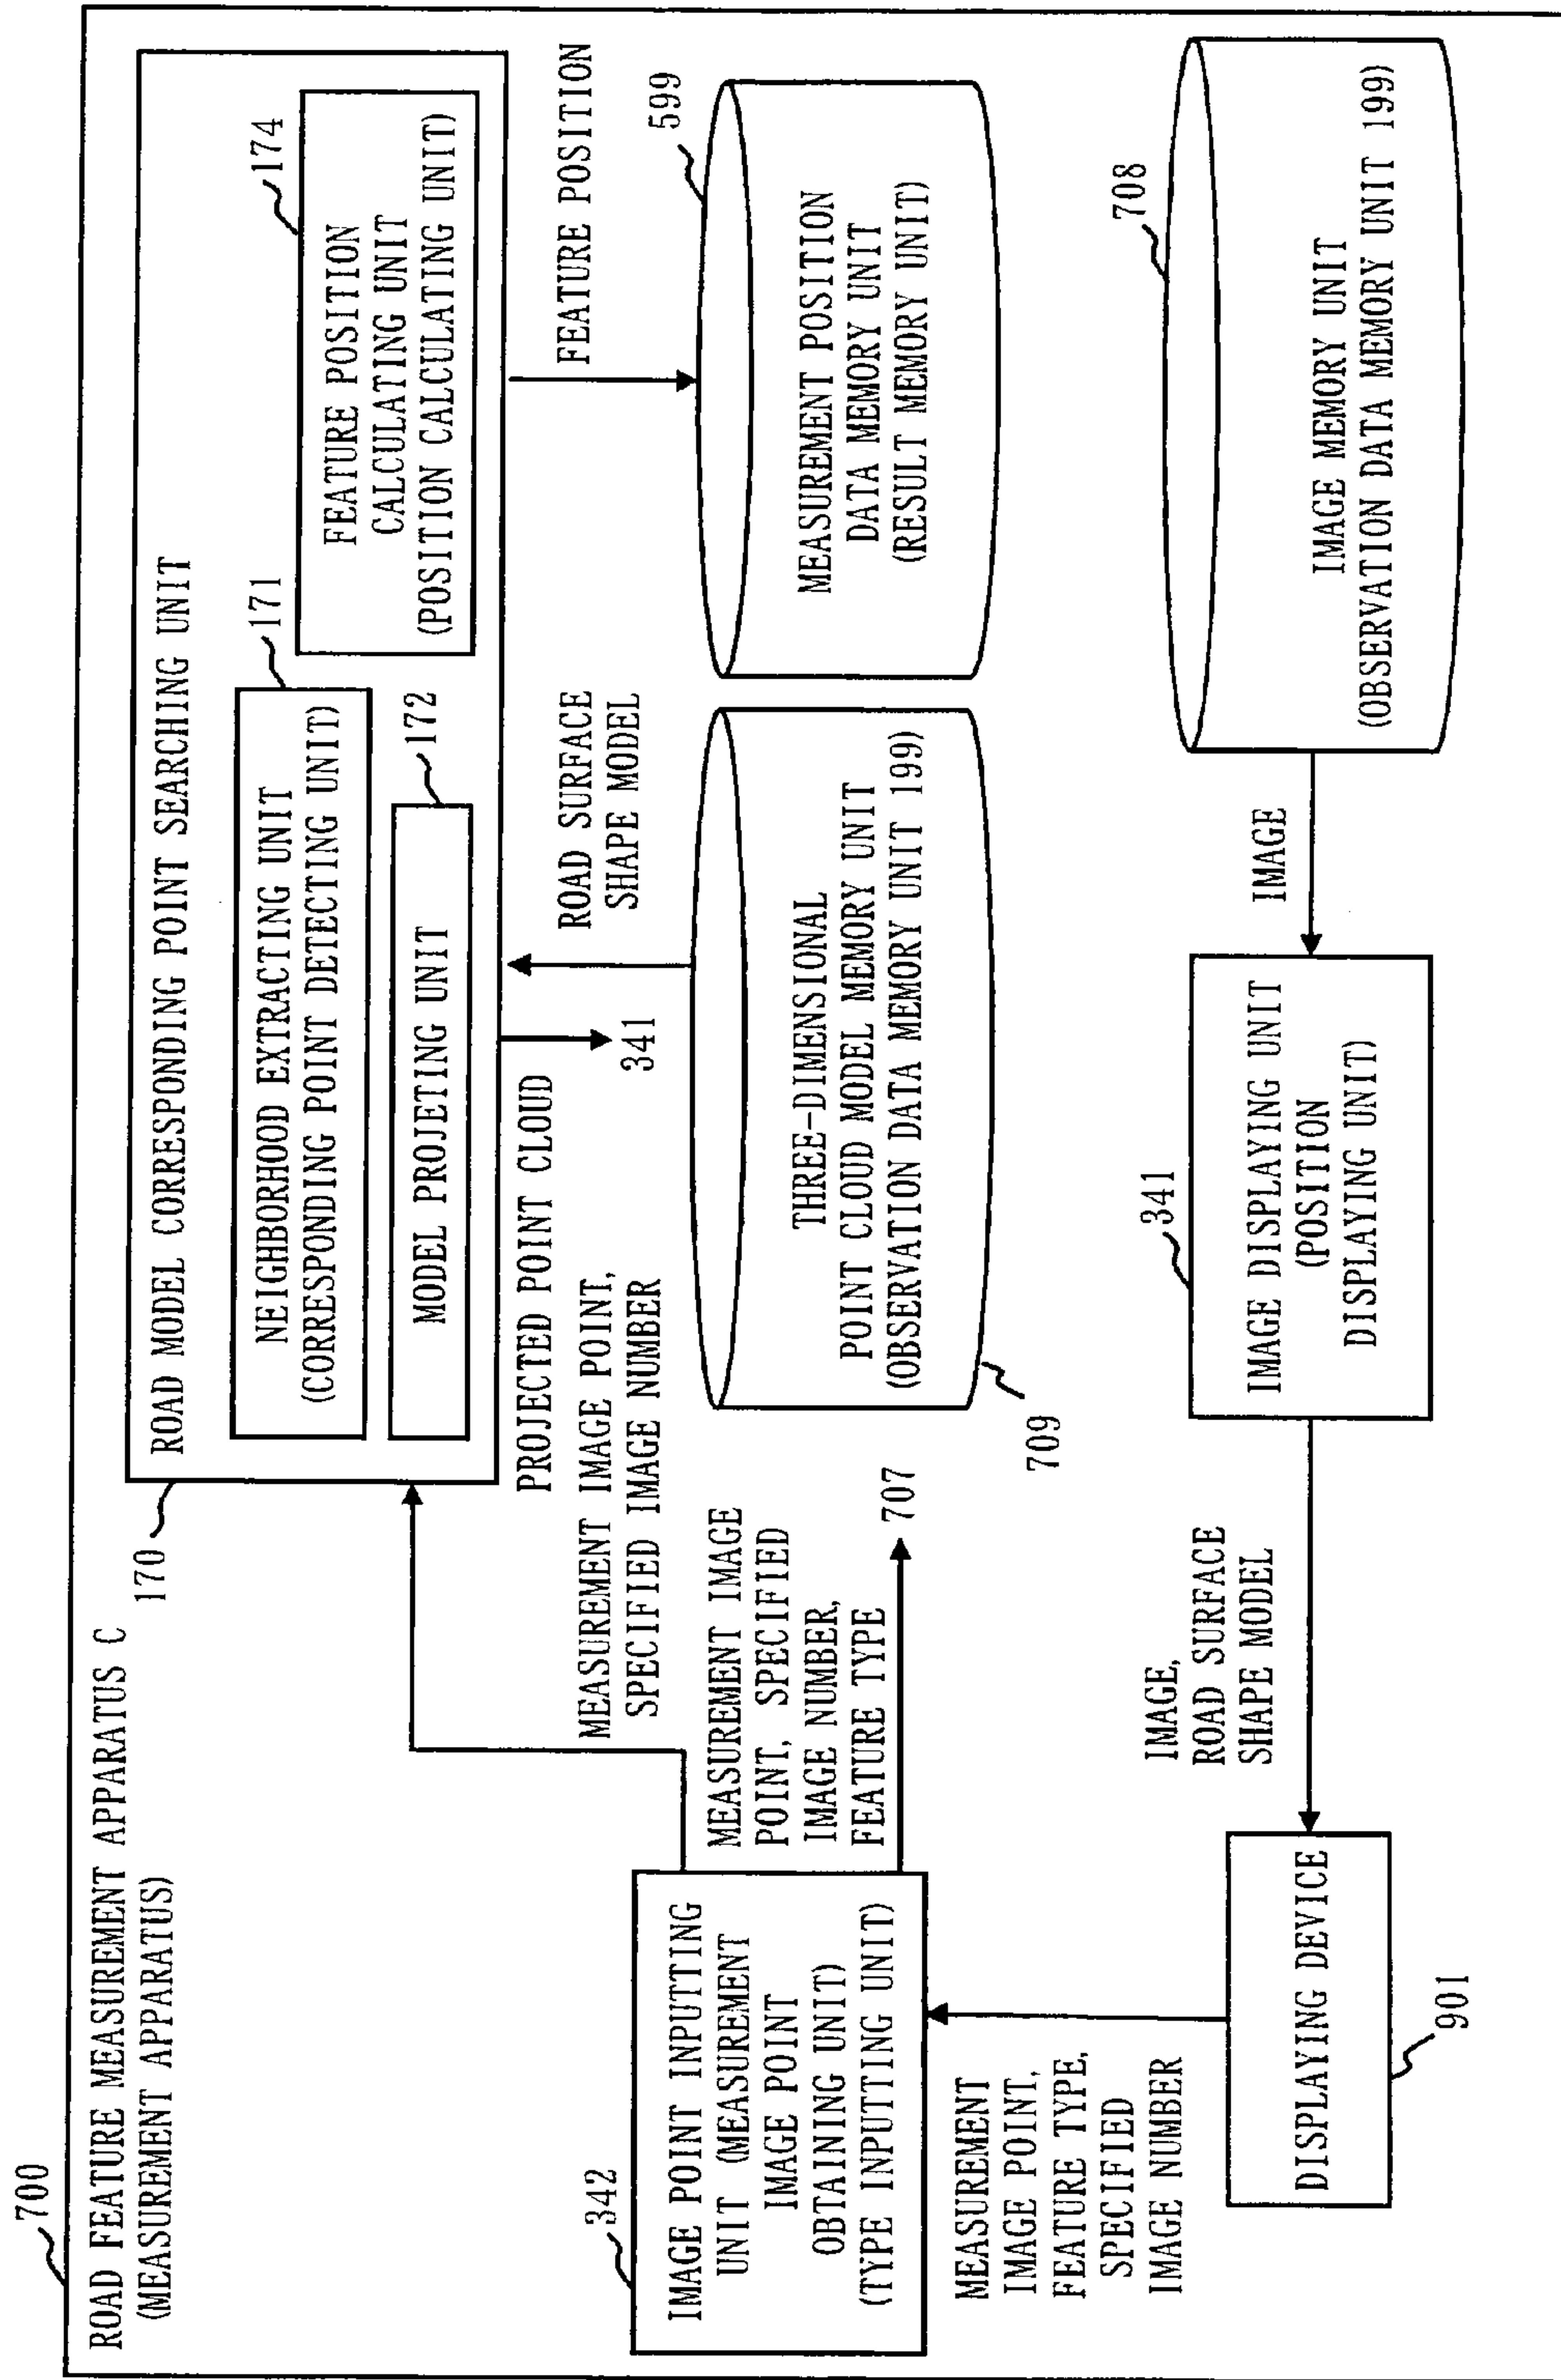 700
ROAD FEATURE MEASUREMENT APPARATUS C
(MEASUREMENT APPARATUS)
170
ROAD MODEL CORRESPONDING POINT SEARCHING UNIT
171
NEIGHBORHOOD EXTRACTING UNIT
(CORRESPONDING POINT DETECTING UNIT)
172
MODEL PROJETING UNIT
174
FEATURE POSITION
CALCULATING UNIT
(POSITION CALCULATING UNIT)
PROJECTED POINT CLOUD
341
ROAD SURFACE
SHAPE MODEL
FEATURE POSITION
MEASUREMENT IMAGE POINT,
SPECIFIED IMAGE NUMBER
342
IMAGE POINT INPUTING
UNIT (MEASUREMENT
IMAGE POINT
OBTAINING UNIT)
(TYPE INPUTTING UNIT)
MEASUREMENT IMAGE
POINT, SPECIFIED
IMAGE NUMBER,
FEATURE TYPE
707
THREE-DIMENSIONAL
POINT CLOUD MODEL MEMORY UNIT
(OBSERVATION DATA MEMORY UNIT 199)
709
599
MEASUREMENT POSITION
DATA MEMORY UNIT
(RESULT MEMORY UNIT)
MEASUREMENT
IMAGE POINT,
FEATURE TYPE,
SPECIFIED
IMAGE NUMBER
DISPLAYING DEVICE
901
IMAGE,
ROAD SURFACE
SHAPE MODEL
341
IMAGE DISPLAYING UNIT
(POSITION
DISPLAYING UNIT)
IMAGE
708
IMAGE MEMORY UNIT
(OBSERVATION DATA MEMORY UNIT 199)